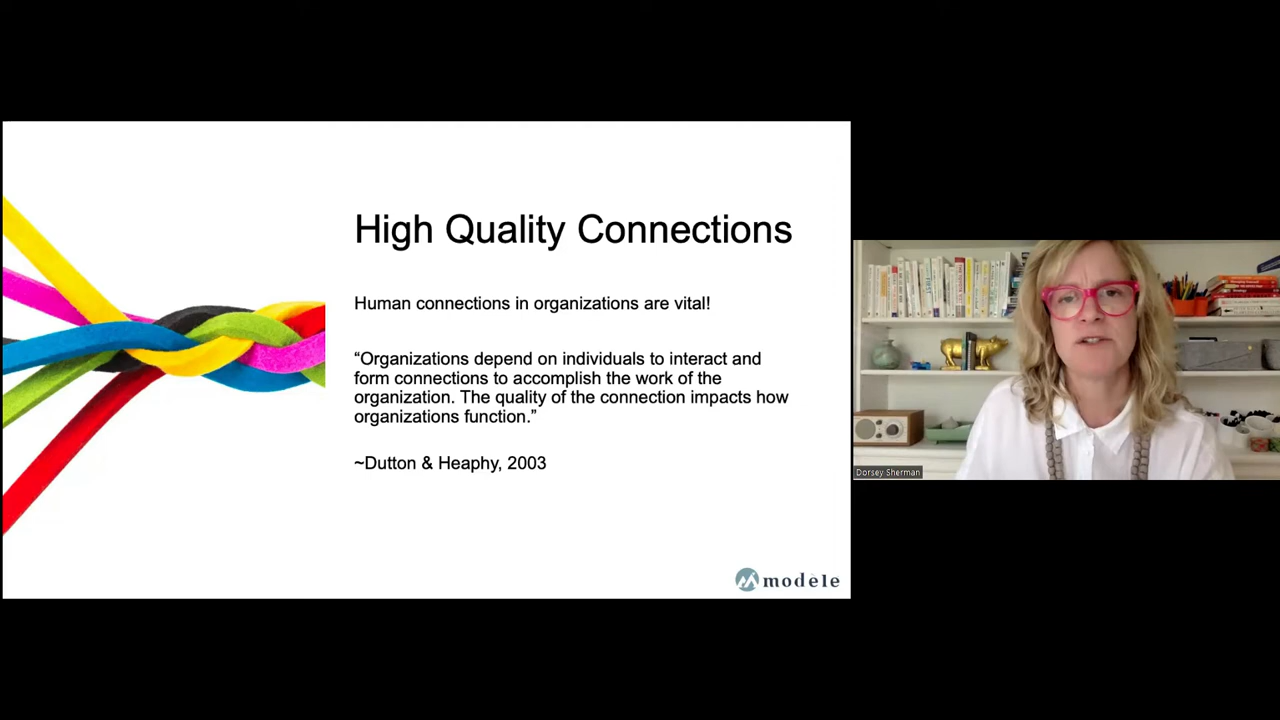 High Quality Connections
Human connections in organizations are vital!
“Organizations depend on individuals to interact and
form connections to accomplish the work of the
organization. The quality of the connection impacts how
organizations function.”
~Dutton & Heaphy, 2003
modèle
Dorsey Sherman